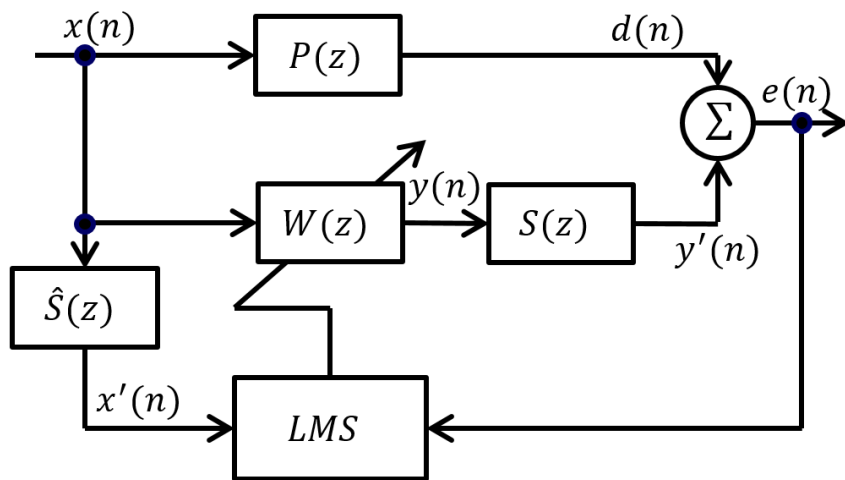 x(n)
P(z)
d(n)
Σ
e(n)
W(z)
y(n)
S(z)
y′(n)
Ŝ(z)
x′(n)
LMS